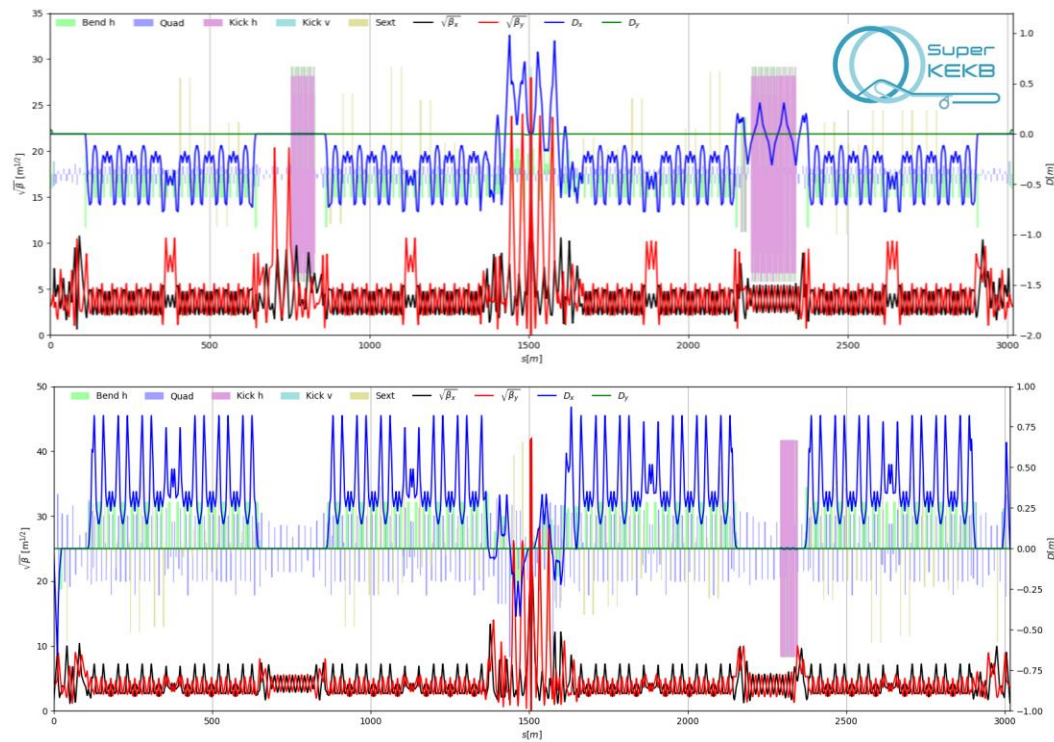 Bend h Quad Kick h Kick v Sext √βx √βy Dx Dy
Super
KEKB
35
30
25
20
15
10
5
0
√β [m1/2]
1.0
0.5
0.0
-0.5
-1.0
-1.5
-2.0
D[m]
0 500 1000 1500 2000 2500 3000
s[m]
Bend h Quad Kick h Kick v Sext √βx √βy Dx Dy
50
40
30
20
10
0
√β [m1/2]
1.00
0.75
0.50
0.25
0.00
-0.25
-0.50
-0.75
-1.00
D[m]
0 500 1000 1500 2000 2500 3000
s[m]